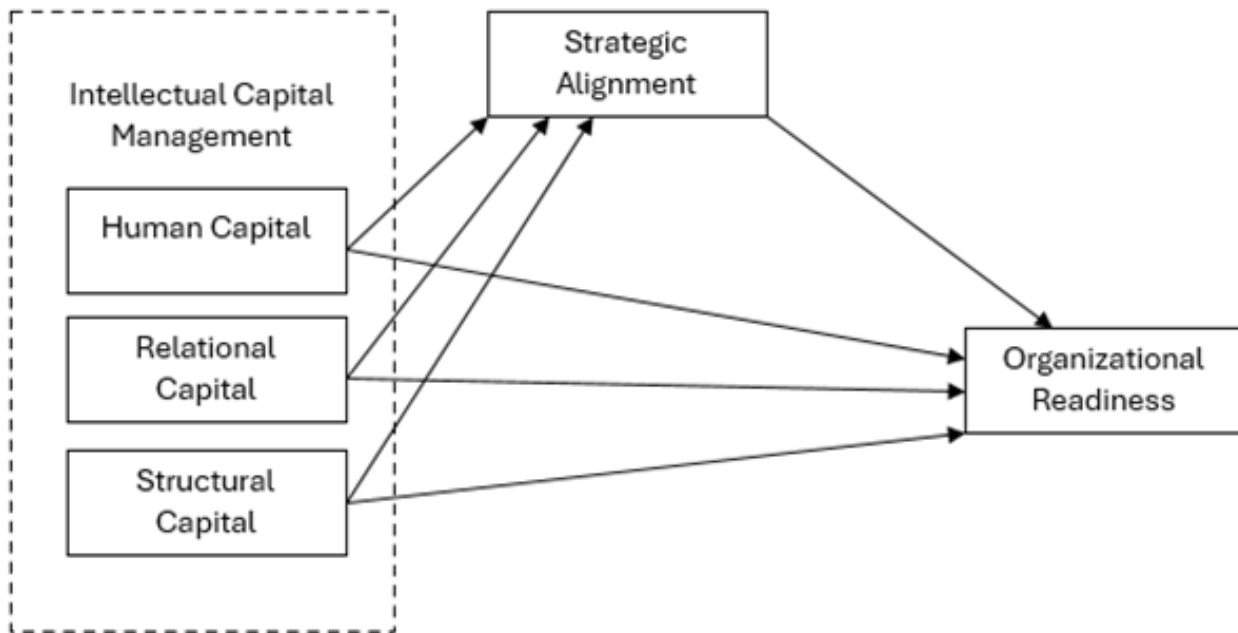 Strategic
Alignment
Intellectual Capital
Management
Human Capital
Relational
Capital
Structural
Capital
Organizational
Readiness